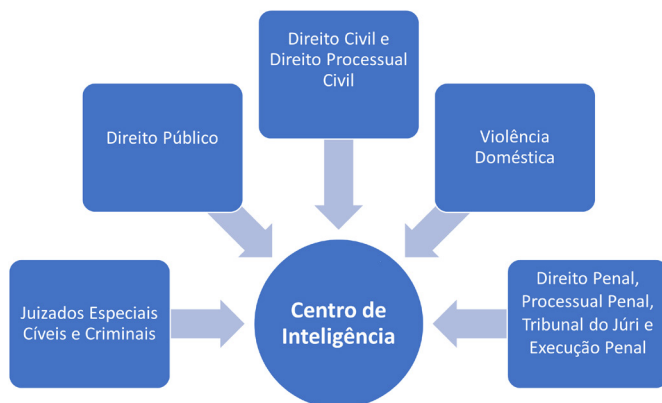 Direito Civil e
Direito Processual
Civil
Direito Público
Violência
Doméstica
Juizados Especiais
Cíveis e Criminais
Centro de
Inteligência
Direito Penal,
Processual Penal,
Tribunal do Júri e
Execução Penal